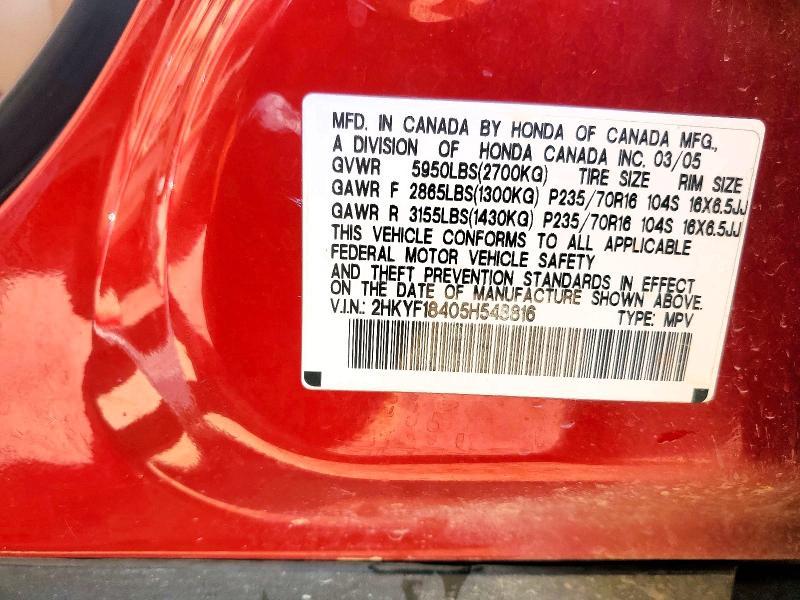 MFD. IN CANADA BY HONDA OF CANADA MFG.,
A DIVISION OF HONDA CANADA INC. 03/05
GVWR 5950LBS(2700KG) TIRE SIZE RIM SIZE
GAWR F 2865LBS(1300KG) P235/70R16 104S 16X6.5JJ
GAWR R 3155LBS(1430KG) P235/70R16 104S 16X6.5JJ
THIS VEHICLE CONFORMS TO ALL APPLICABLE
FEDERAL MOTOR VEHICLE SAFETY
AND THEFT PREVENTION STANDARDS IN EFFECT
ON THE DATE OF MANUFACTURE SHOWN ABOVE.
V.I.N.: 2HKYF18405H543816 TYPE: MPV